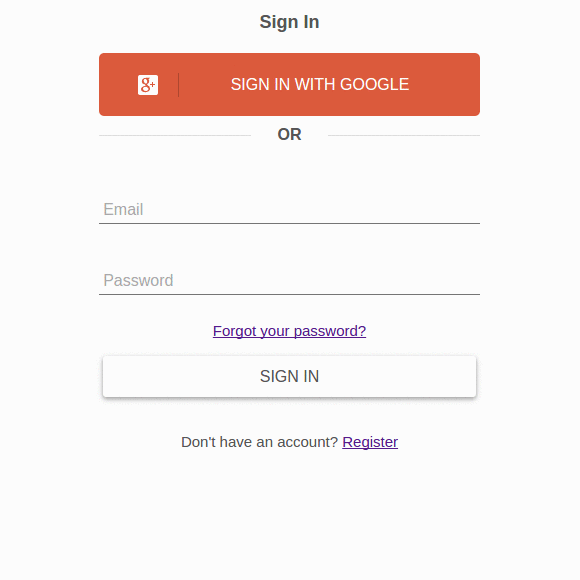 Sign In
g+ SIGN IN WITH GOOGLE
OR
Email
Password
Forgot your password?
SIGN IN
Don't have an account? Register